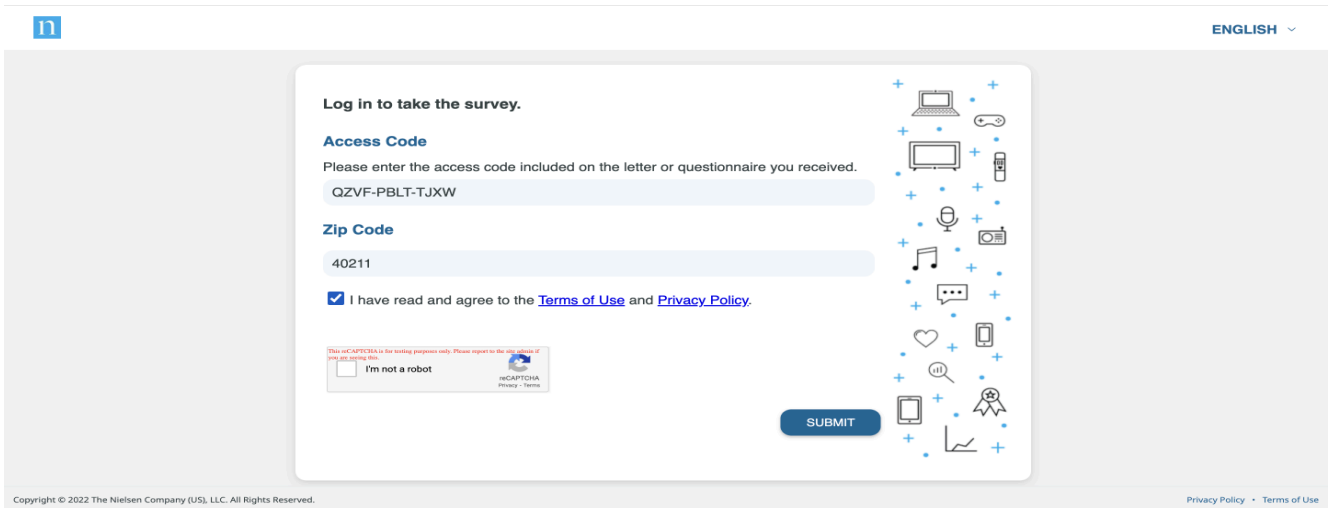 n
ENGLISH
Log in to take the survey.
Access Code
Please enter the access code included on the letter or questionnaire you received.
QZVF-PBLT-TJXW
Zip Code
40211
I have read and agree to the Terms of Use and Privacy Policy.
This reCAPTCHA is for testing purposes only. Please report to the site admin if
you are seeing this.
I'm not a robot
reCAPTCHA
Privacy - Terms
SUBMIT
Copyright © 2022 The Nielsen Company (US), LLC. All Rights Reserved.
Privacy Policy • Terms of Use